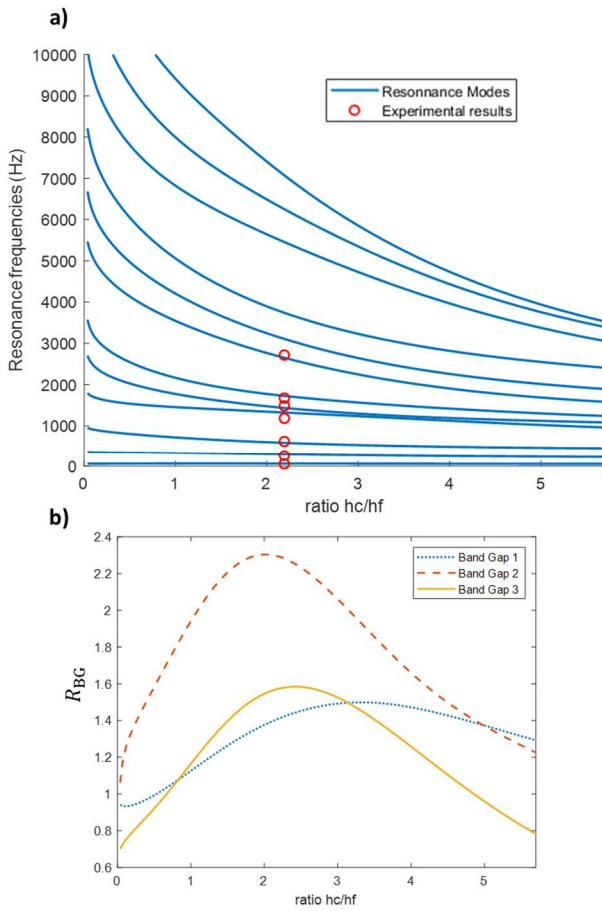 a)
10000
9000
8000
7000
6000
5000
4000
3000
2000
1000
0
Resonance frequencies (Hz)
Resonnance Modes
Experimental results
0 1 2 3 4 5
ratio hc/hf
b)
2.4
2.2
2
1.8
1.6
1.4
1.2
1
0.8
0.6
R_BG
Band Gap 1
Band Gap 2
Band Gap 3
0 1 2 3 4 5
ratio hc/hf